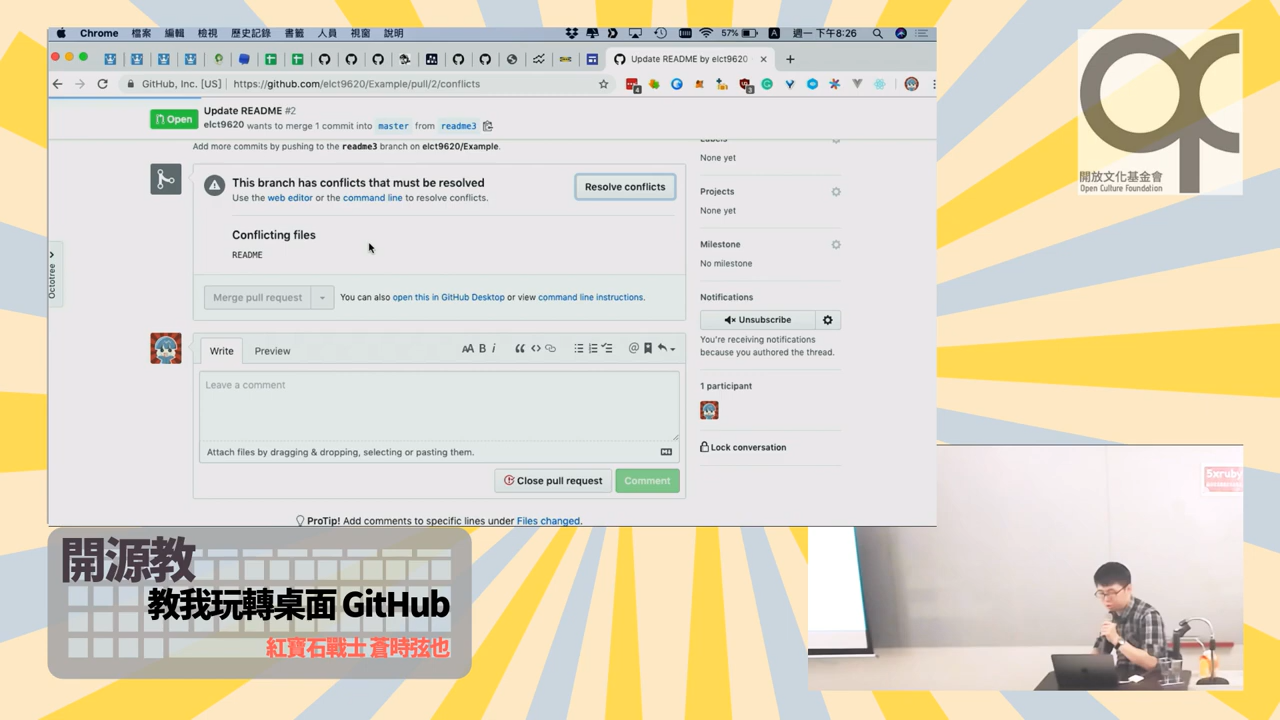 Chrome 檔案 編輯 檢視 歷史記錄 書籤 人員 視窗 說明 57% 週一 下午8:26
Update README by elct9620
GitHub, Inc. [US] | https://github.com/elct9620/Example/pull/2/conflicts
Open
Update README #2
elct9620 wants to merge 1 commit into master from readme3
Add more commits by pushing to the readme3 branch on elct9620/Example.
This branch has conflicts that must be resolved
Use the web editor or the command line to resolve conflicts.
Resolve conflicts
Conflicting files
README
Merge pull request
You can also open this in GitHub Desktop or view command line instructions.
Write
Preview
Leave a comment
Attach files by dragging & dropping, selecting or pasting them.
Close pull request
Comment
ProTip! Add comments to specific lines under Files changed.
Octotree
Labels
None yet
Projects
None yet
Milestone
No milestone
Notifications
Unsubscribe
You're receiving notifications
because you authored the thread.
1 participant
Lock conversation
開放文化基金會
Open Culture Foundation
5xruby
開源教
教我玩轉桌面 GitHub
紅寶石戰士 蒼時弦也